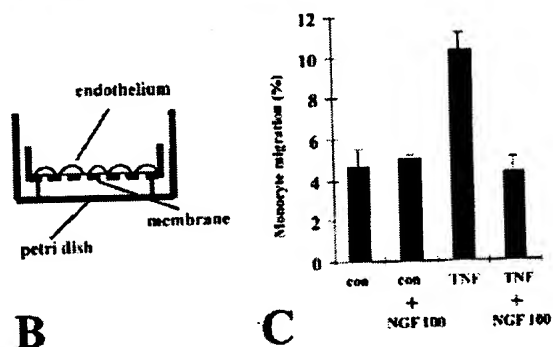 endothelium
membrane
petri dish
B
Monocyte migration (%)
12
10
8
6
4
2
0
con
con
+
NGF 100
TNF
TNF
+
NGF 100
C